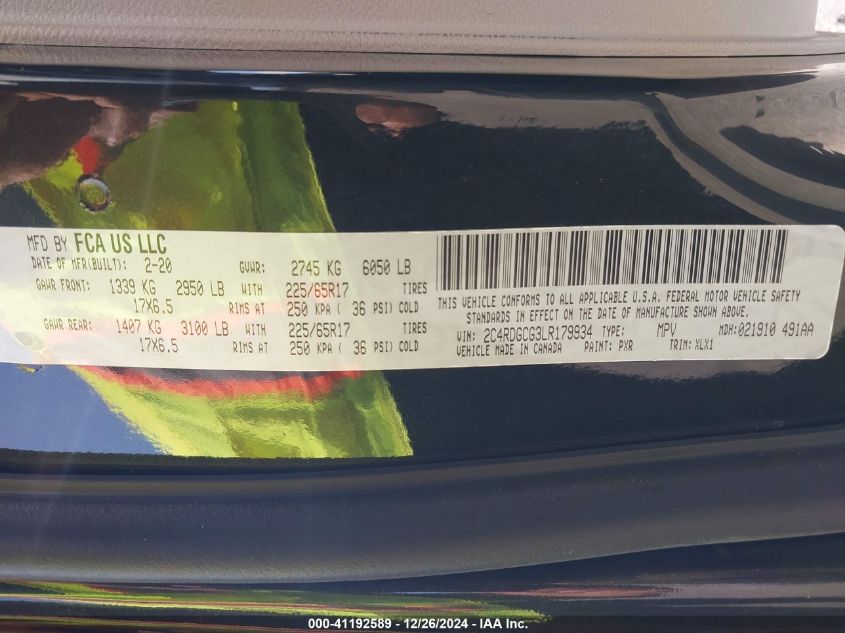 MFD BY FCA US LLC
DATE OF MFR(BUILT): 2-20 GVWR: 2745 KG 6050 LB
GAWR FRONT: 1339 KG 2950 LB WITH 225/65R17 TIRES
17X6.5 RIMS AT 250 KPA ( 36 PSI) COLD
GAWR REAR: 1407 KG 3100 LB WITH 225/65R17 TIRES
17X6.5 RIMS AT 250 KPA ( 36 PSI) COLD
THIS VEHICLE CONFORMS TO ALL APPLICABLE U.S.A. FEDERAL MOTOR VEHICLE SAFETY
STANDARDS IN EFFECT ON THE DATE OF MANUFACTURE SHOWN ABOVE.
VIN: 2C4RDGCG3LR179934 TYPE: MPV MDH:021910 491AA
VEHICLE MADE IN CANADA PAINT: PXR TRIM: XLX1
000-41192589 - 12/26/2024 - IAA Inc.